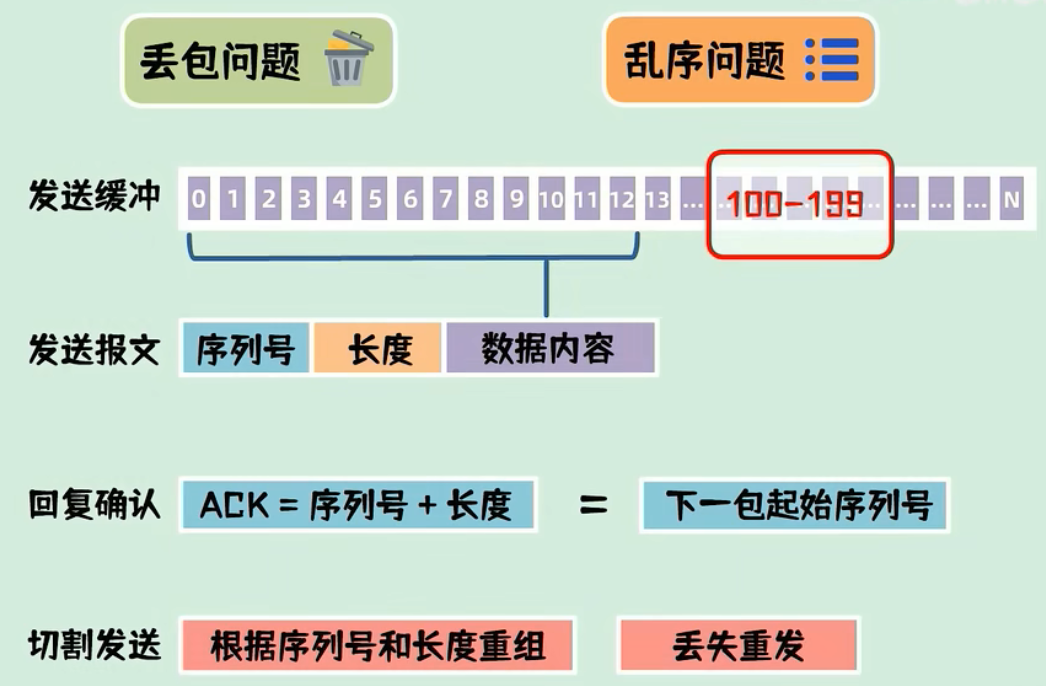 丢包问题
乱序问题
发送缓冲 0 1 2 3 4 5 6 7 8 9 10 11 12 13 ... 100-199 ... ... ... N
发送报文 序列号 长度 数据内容
回复确认 ACK = 序列号 + 长度 = 下一包起始序列号
切割发送 根据序列号和长度重组 丢失重发